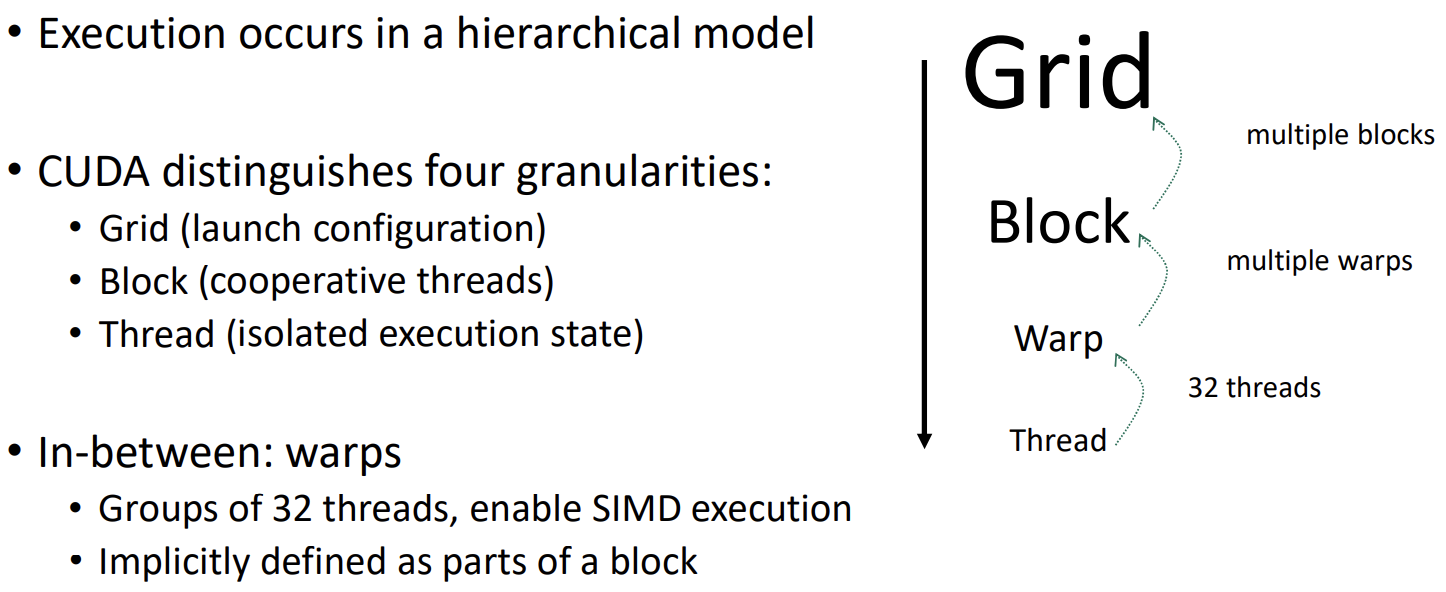 • Execution occurs in a hierarchical model
• CUDA distinguishes four granularities:
• Grid (launch configuration)
• Block (cooperative threads)
• Thread (isolated execution state)
• In-between: warps
• Groups of 32 threads, enable SIMD execution
• Implicitly defined as parts of a block
Grid
multiple blocks
Block
multiple warps
Warp
32 threads
Thread